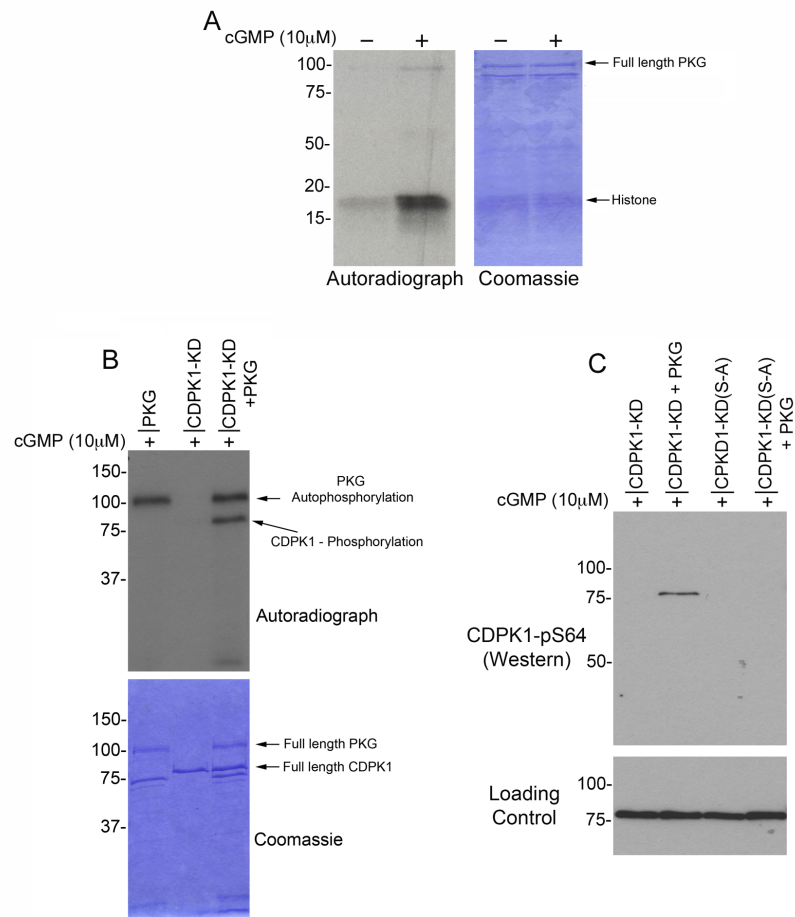 A
cGMP (10µM) − +
− +
100-
75-
50-
20-
15-
Full length PKG
Histone
Autoradiograph
Coomassie
B
PKG
CDPK1-KD
CDPK1-KD
+PKG
cGMP (10µM) + + +
150-
100-
75-
37-
PKG
Autophosphorylation
CDPK1 - Phosphorylation
Autoradiograph
150-
100-
75-
37-
Full length PKG
Full length CDPK1
Coomassie
C
CDPK1-KD
CDPK1-KD + PKG
CPKD1-KD(S-A)
CDPK1-KD(S-A)
+ PKG
cGMP (10µM) + + + +
100-
75-
50-
CDPK1-pS64
(Western)
100-
75-
Loading
Control